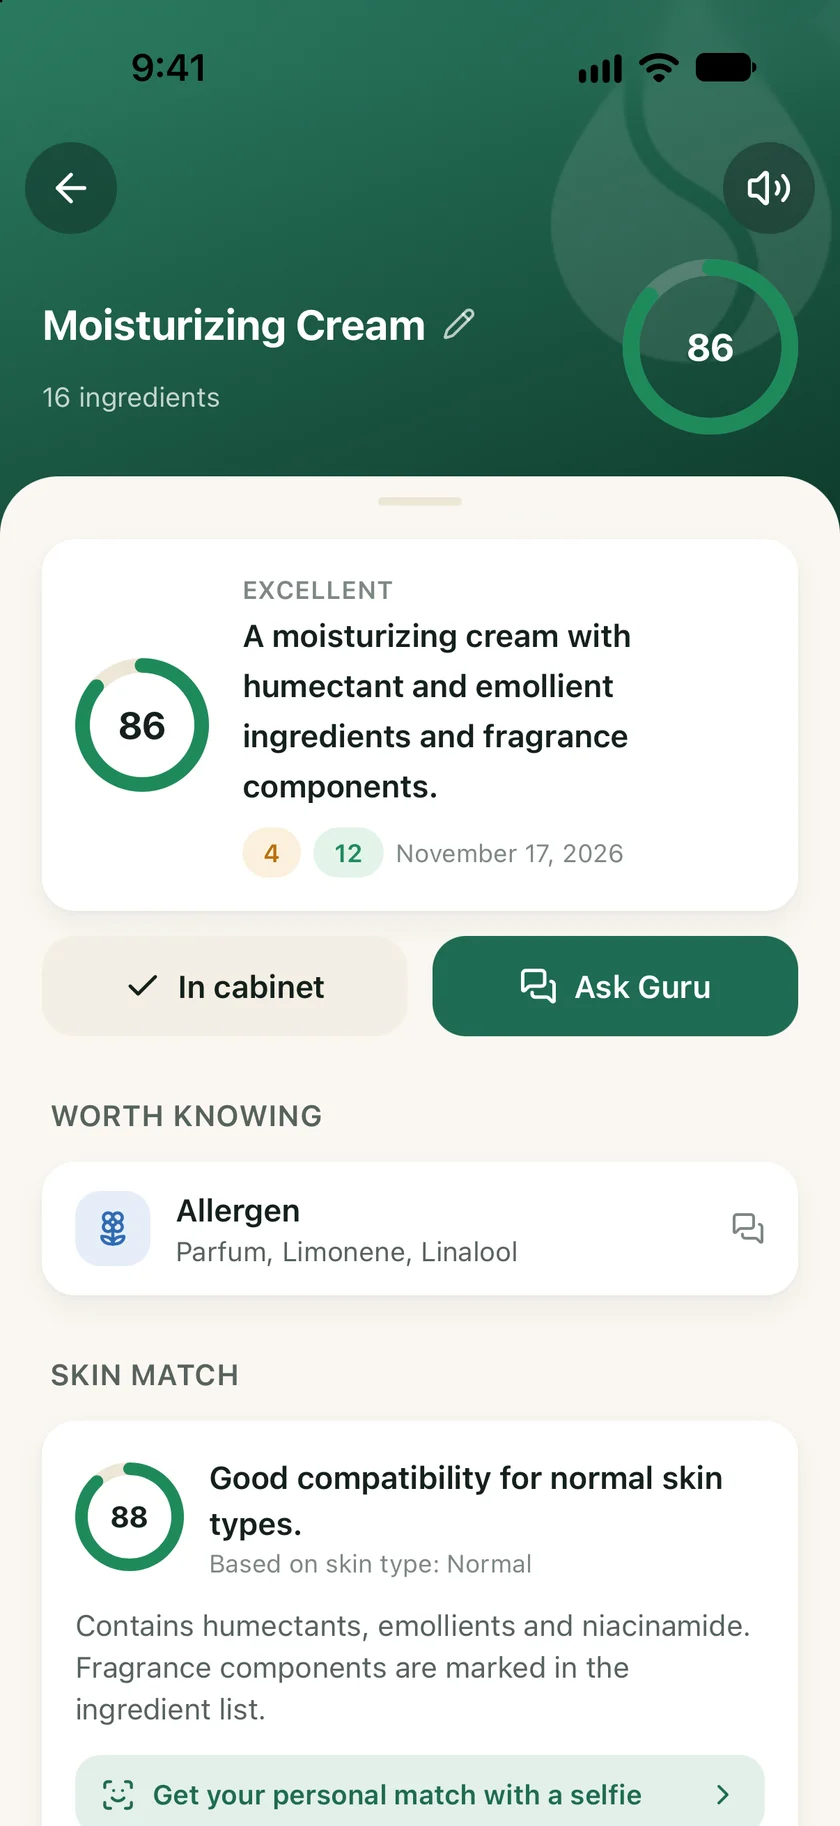 9:41
Moisturizing Cream
16 ingredients
86
EXCELLENT
A moisturizing cream with
humectant and emollient
ingredients and fragrance
components.
86
4 12 November 17, 2026
In cabinet
Ask Guru
WORTH KNOWING
Allergen
Parfum, Limonene, Linalool
SKIN MATCH
88
Good compatibility for normal skin
types.
Based on skin type: Normal
Contains humectants, emollients and niacinamide.
Fragrance components are marked in the
ingredient list.
Get your personal match with a selfie